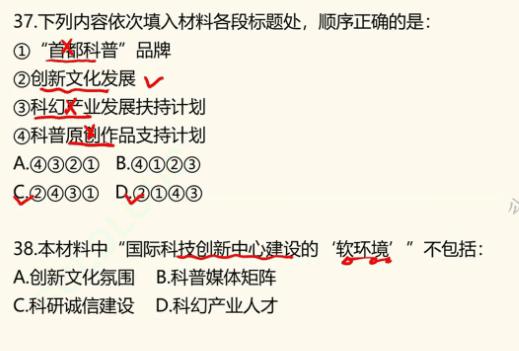 37.下列内容依次填入材料各段标题处，顺序正确的是：
①“首都科普”品牌
②创新文化发展
③科幻产业发展扶持计划
④科普原创作品支持计划
A.④③②① B.④①②③
C.②④③① D.②①④③
38.本材料中“国际科技创新中心建设的‘软环境’”不包括：
A.创新文化氛围 B.科普媒体矩阵
C.科研诚信建设 D.科幻产业人才